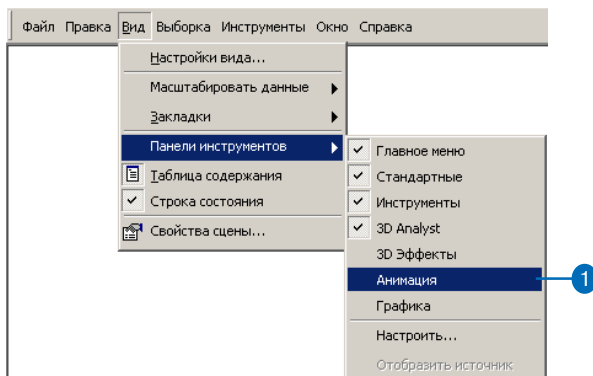 Файл Правка Вид Выборка Инструменты Окно Справка
Настройки вида...
Масштабировать данные
Закладки
Панели инструментов
Таблица содержания
Строка состояния
Свойства сцены...
Главное меню
Стандартные
Инструменты
3D Analyst
3D Эффекты
Анимация
1
Графика
Настроить...
Отобразить источник